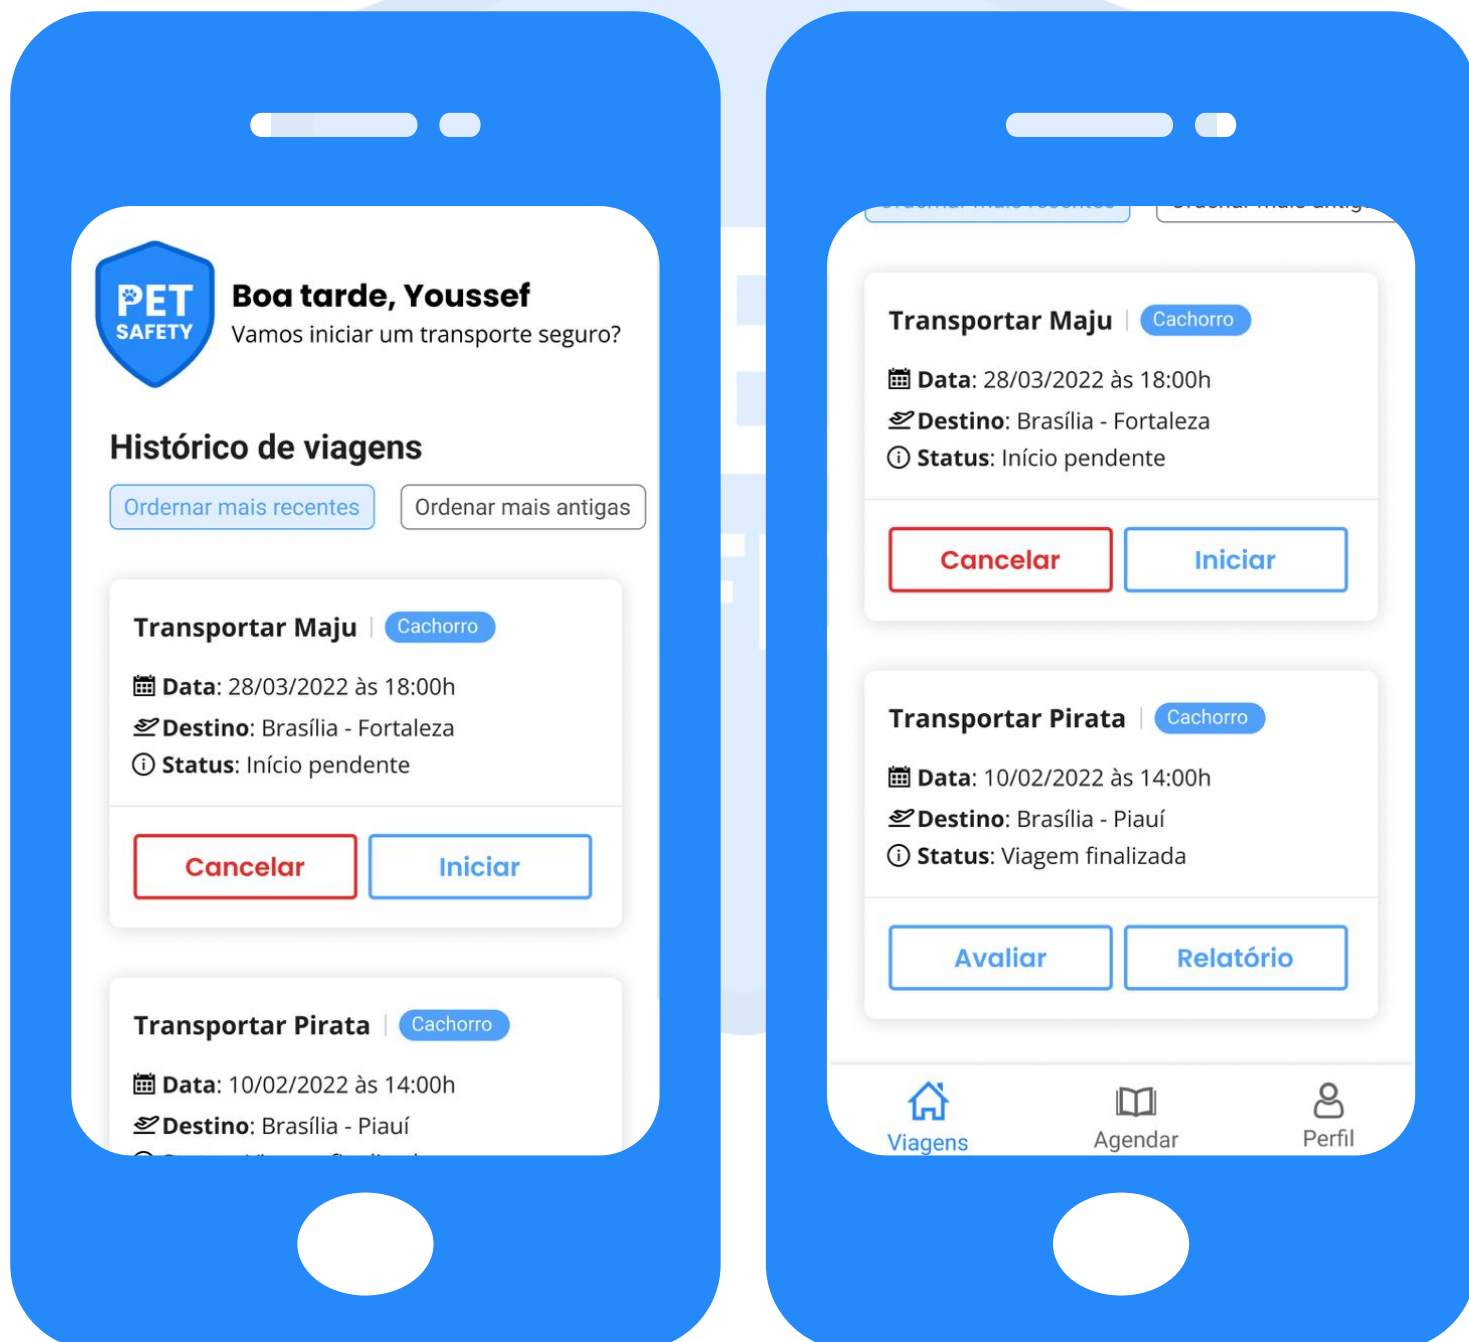 PET
SAFETY
Boa tarde, Youssef
Vamos iniciar um transporte seguro?
Histórico de viagens
Ordernar mais recentes
Ordenar mais antigas
Transportar Maju
Cachorro
Data: 28/03/2022 às 18:00h
Destino: Brasília - Fortaleza
Status: Início pendente
Cancelar
Iniciar
Transportar Pirata
Cachorro
Data: 10/02/2022 às 14:00h
Destino: Brasília - Piauí
Transportar Maju
Cachorro
Data: 28/03/2022 às 18:00h
Destino: Brasília - Fortaleza
Status: Início pendente
Cancelar
Iniciar
Transportar Pirata
Cachorro
Data: 10/02/2022 às 14:00h
Destino: Brasília - Piauí
Status: Viagem finalizada
Avaliar
Relatório
Viagens
Agendar
Perfil